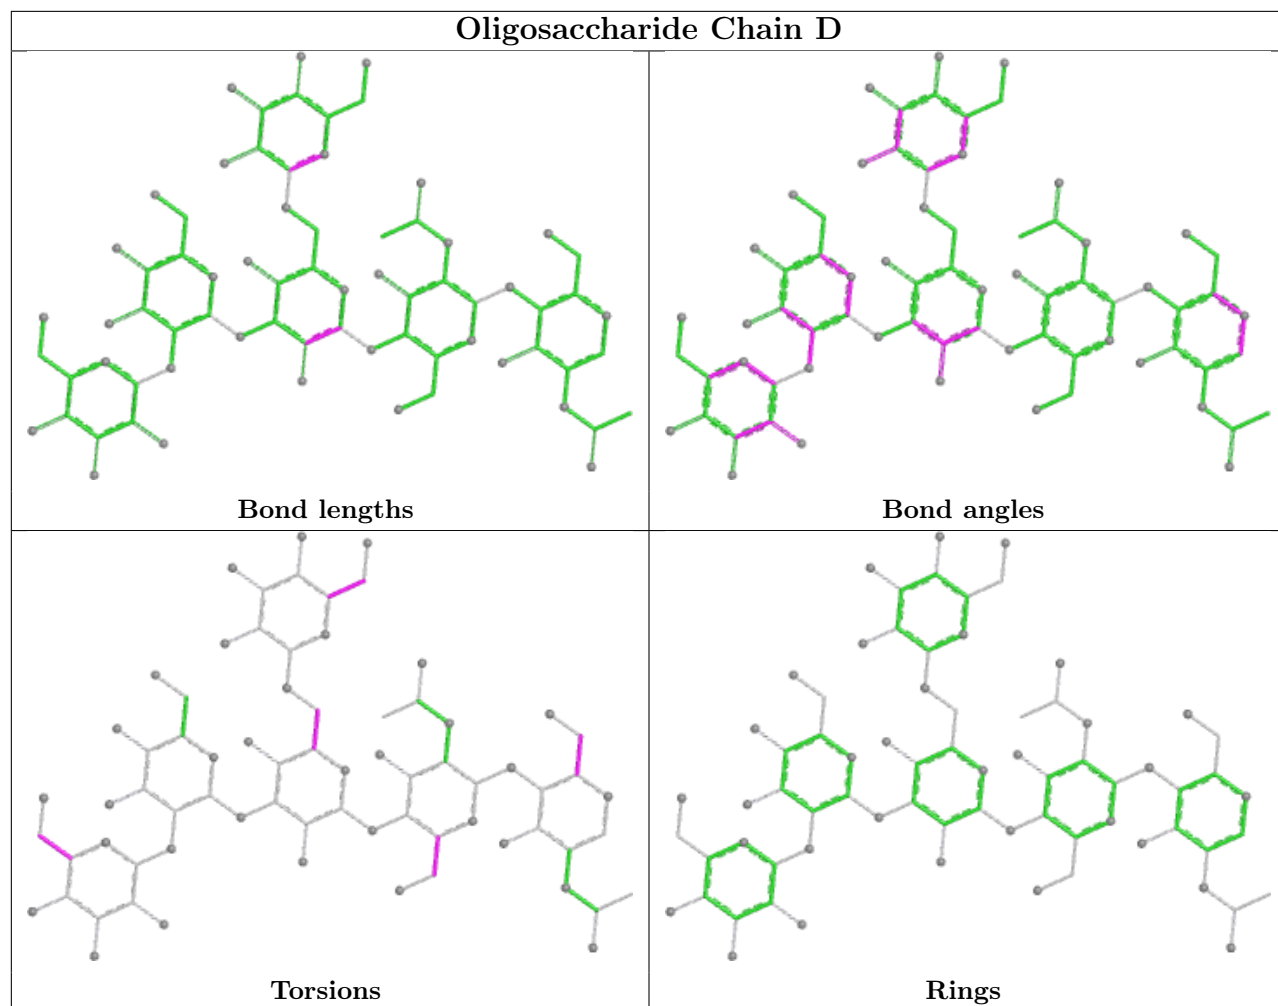 Oligosaccharide Chain D
Bond lengths
Bond angles
Torsions
Rings